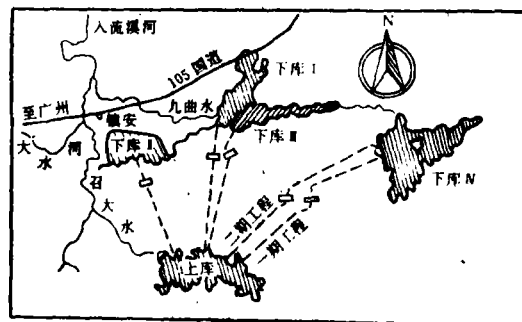 入流溪河
N
105国道
下库Ⅰ
至广州
九曲水
镇安
下库Ⅲ
下库Ⅱ
大水河
下库Ⅳ
召大水
二期工程
一期工程
上库